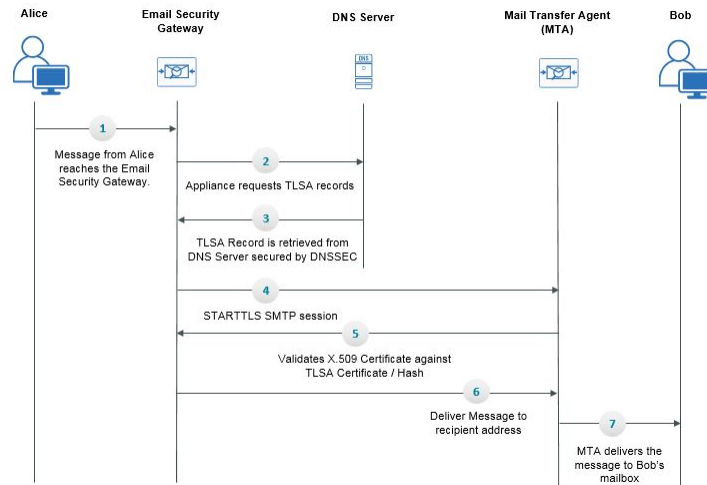 Alice
Email Security
Gateway
DNS Server
Mail Transfer Agent
(MTA)
Bob
DNS
1
Message from Alice
reaches the Email
Security Gateway.
2
Appliance requests TLSA records
3
TLSA Record is retrieved from
DNS Server secured by DNSSEC
4
STARTTLS SMTP session
5
Validates X.509 Certificate against
TLSA Certificate / Hash
6
Deliver Message to
recipient address
7
MTA delivers the
message to Bob's
mailbox